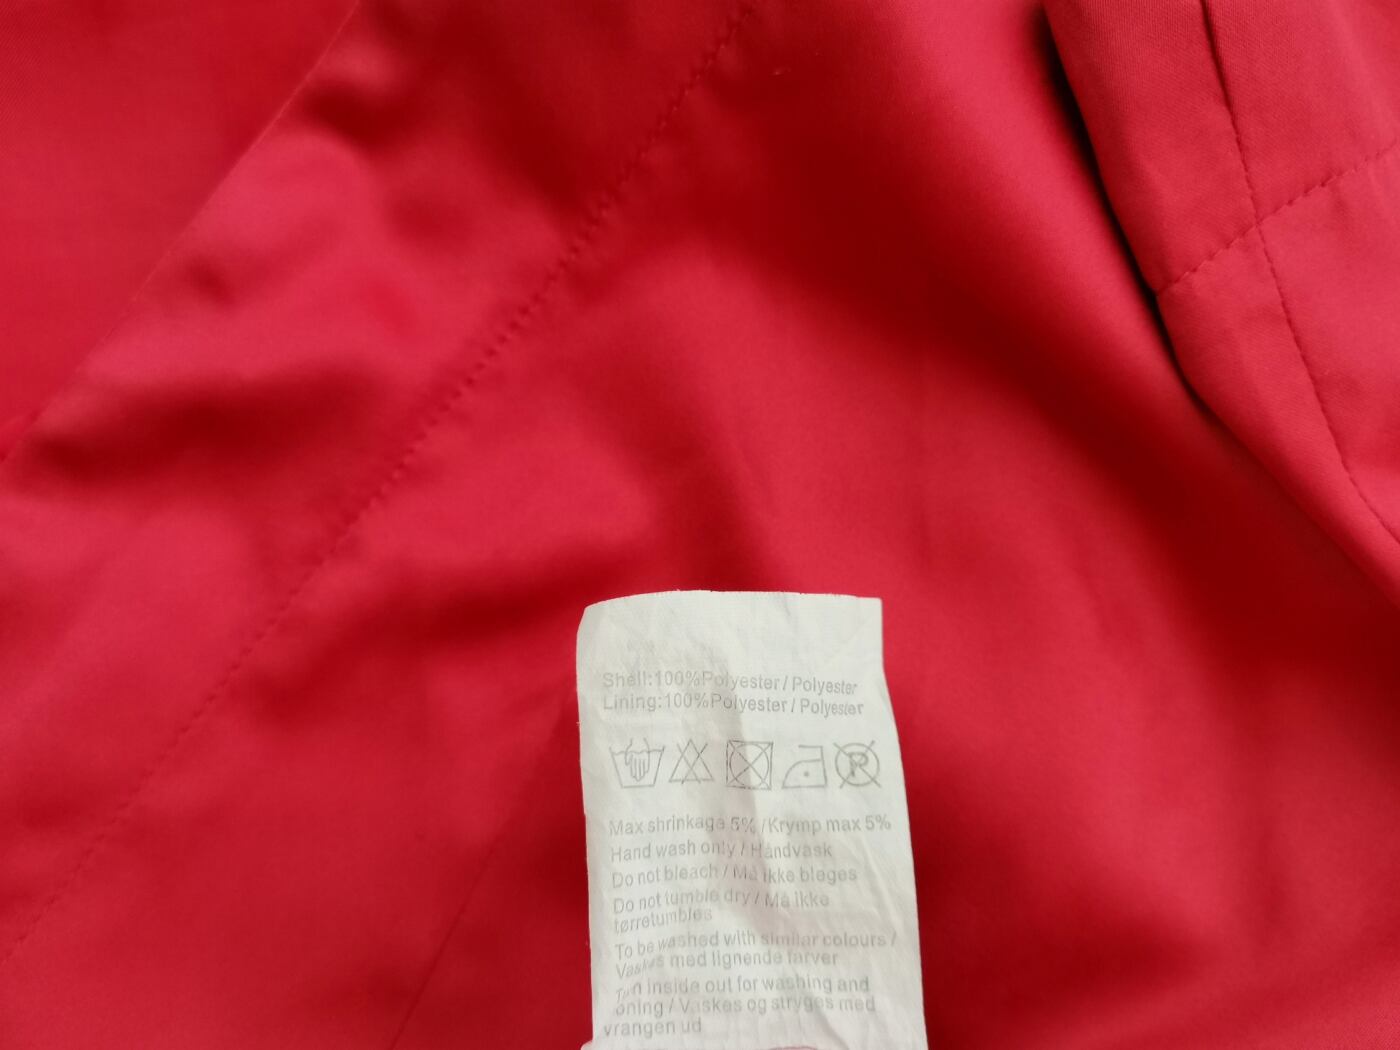 Shell:100%Polyester / Polyester
Lining:100%Polyester / Polyester
P
Max shrinkage 5% /Krymp max 5%
Hand wash only / Håndvask
Do not bleach / Må ikke bleges
Do not tumble dry / Må ikke
tørretumbles
To be washed with similar colours /
Vaskes med lignende farver
inside out for washing and
oning / Vaskes og stryges med
vrangen ud